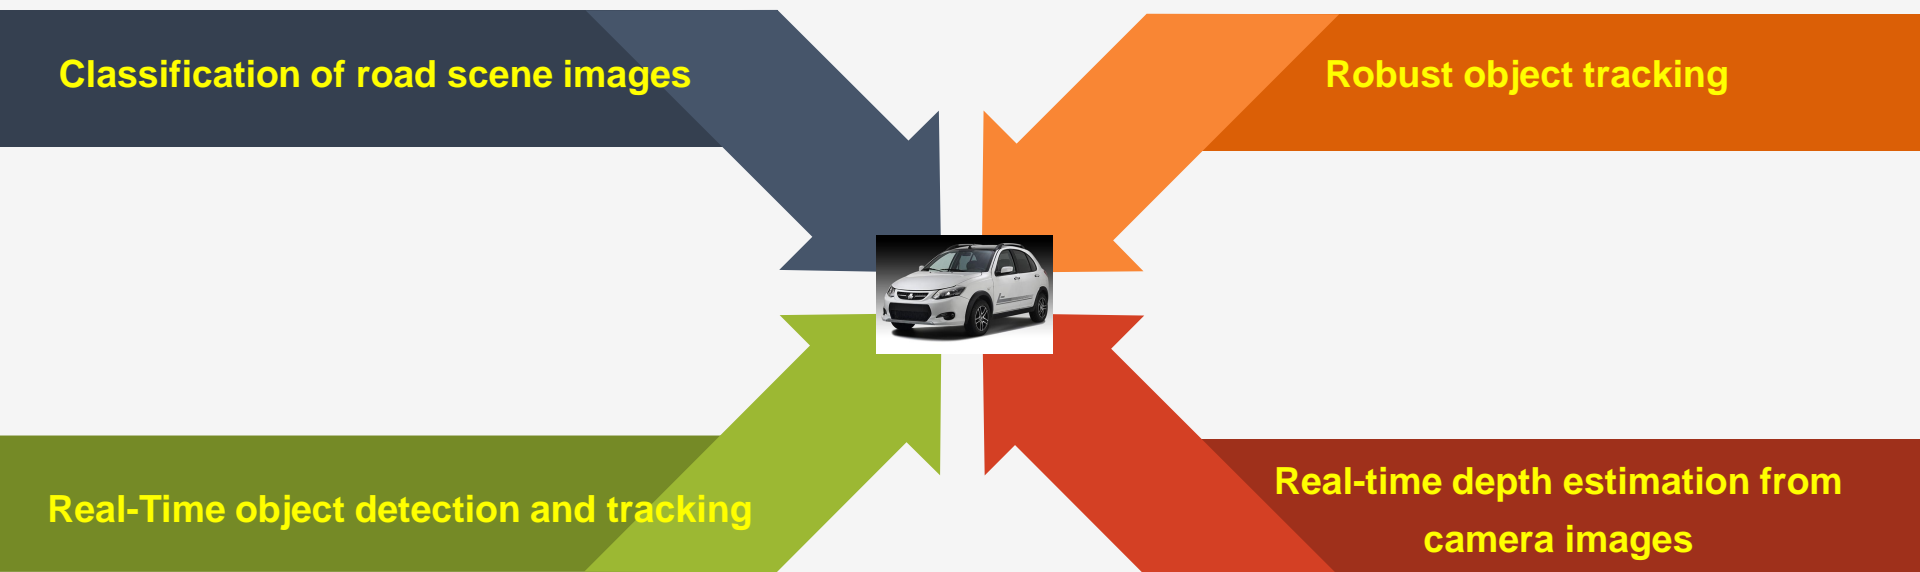 Classification of road scene images
Robust object tracking
Real-Time object detection and tracking
Real-time depth estimation from
camera images